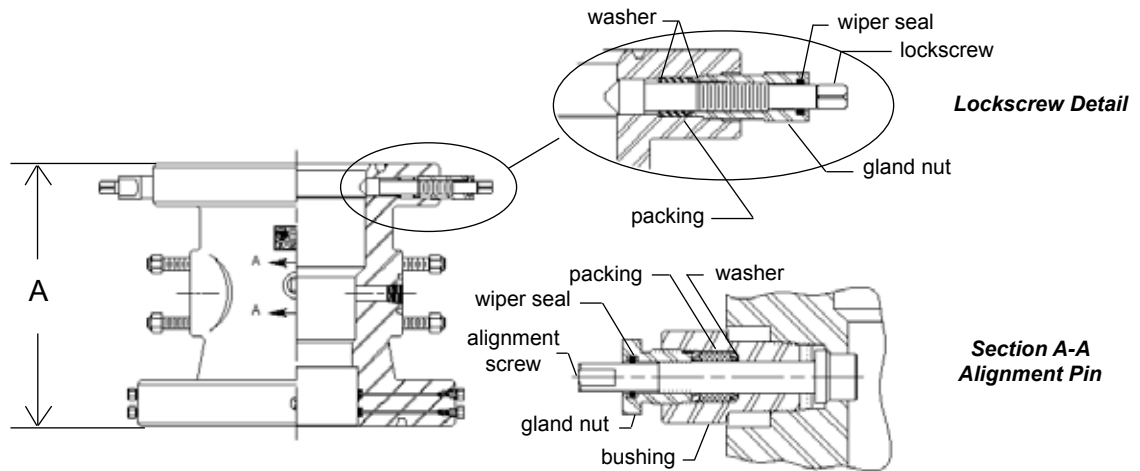 washer
wiper seal
lockscrew
Lockscrew Detail
gland nut
packing
A
A
A
packing
washer
wiper seal
alignment
screw
Section A-A
Alignment Pin
gland nut
bushing